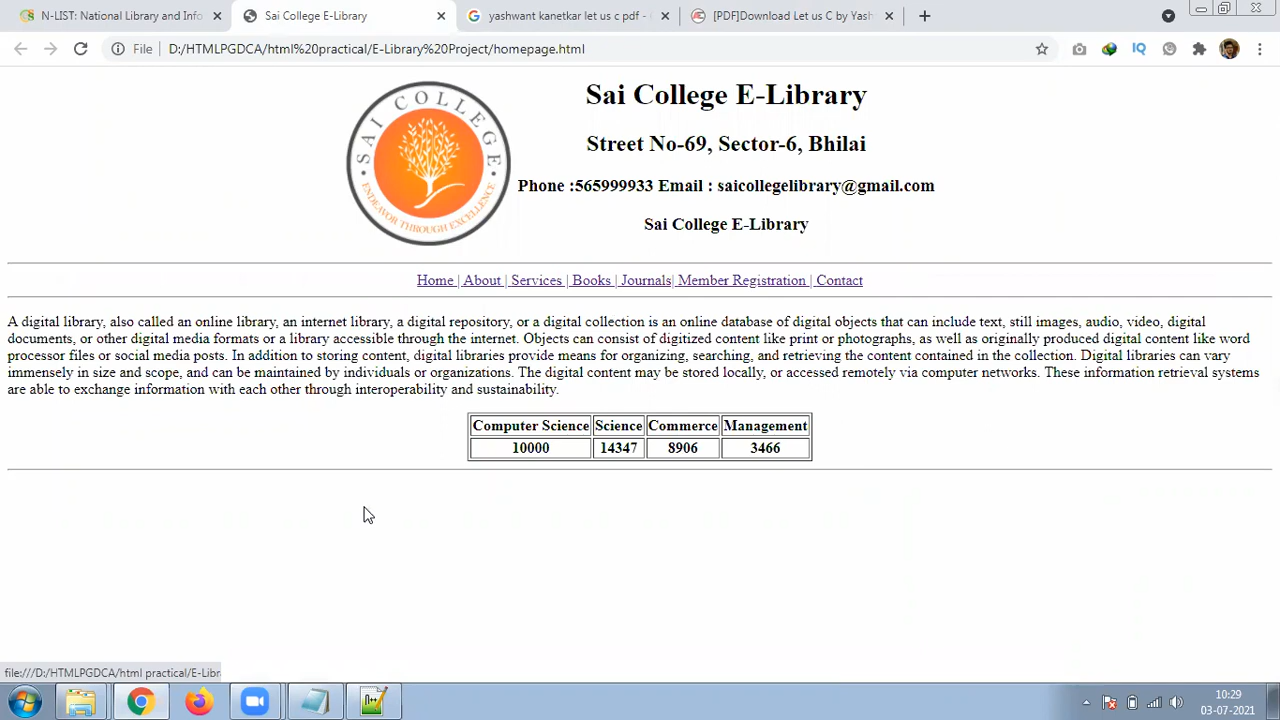 N-LIST: National Library and Info
Sai College E-Library
yashwant kanetkar let us c pdf -
[PDF]Download Let us C by Yash
File
D:/HTMLPGDCA/html%20practical/E-Library%20Project/homepage.html
IQ
SAI COLLEGE
ENDEAVOR THROUGH EXCELLENCE
Sai College E-Library
Street No-69, Sector-6, Bhilai
Phone :565999933 Email : saicollegelibrary@gmail.com
Sai College E-Library
Home | About | Services | Books | Journals| Member Registration | Contact
A digital library, also called an online library, an internet library, a digital repository, or a digital collection is an online database of digital objects that can include text, still images, audio, video, digital
documents, or other digital media formats or a library accessible through the internet. Objects can consist of digitized content like print or photographs, as well as originally produced digital content like word
processor files or social media posts. In addition to storing content, digital libraries provide means for organizing, searching, and retrieving the content contained in the collection. Digital libraries can vary
immensely in size and scope, and can be maintained by individuals or organizations. The digital content may be stored locally, or accessed remotely via computer networks. These information retrieval systems
are able to exchange information with each other through interoperability and sustainability.
Computer Science Science Commerce Management
10000 14347 8906 3466
file:///D:/HTMLPGDCA/html practical/E-Libr
10:29
03-07-2021